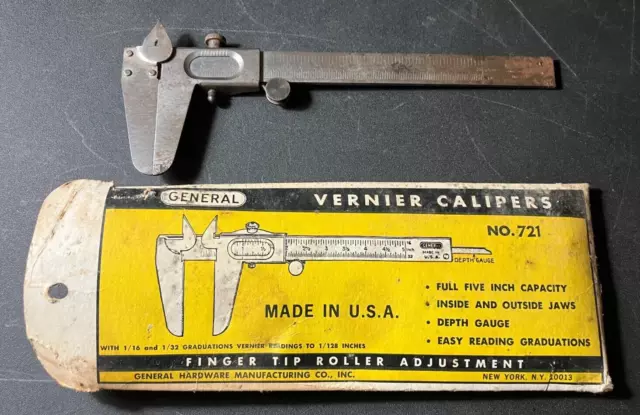 GENERAL
VERNIER CALIPERS
NO. 721
DEPTH GAUGE
MADE IN U.S.A.
• FULL FIVE INCH CAPACITY
• INSIDE AND OUTSIDE JAWS
• DEPTH GAUGE
• EASY READING GRADUATIONS
WITH 1/16 and 1/32 GRADUATIONS VERNIER READINGS TO 1/128 INCHES
FINGER TIP ROLLER ADJUSTMENT
GENERAL HARDWARE MANUFACTURING CO., INC.
NEW YORK, N.Y. 10013